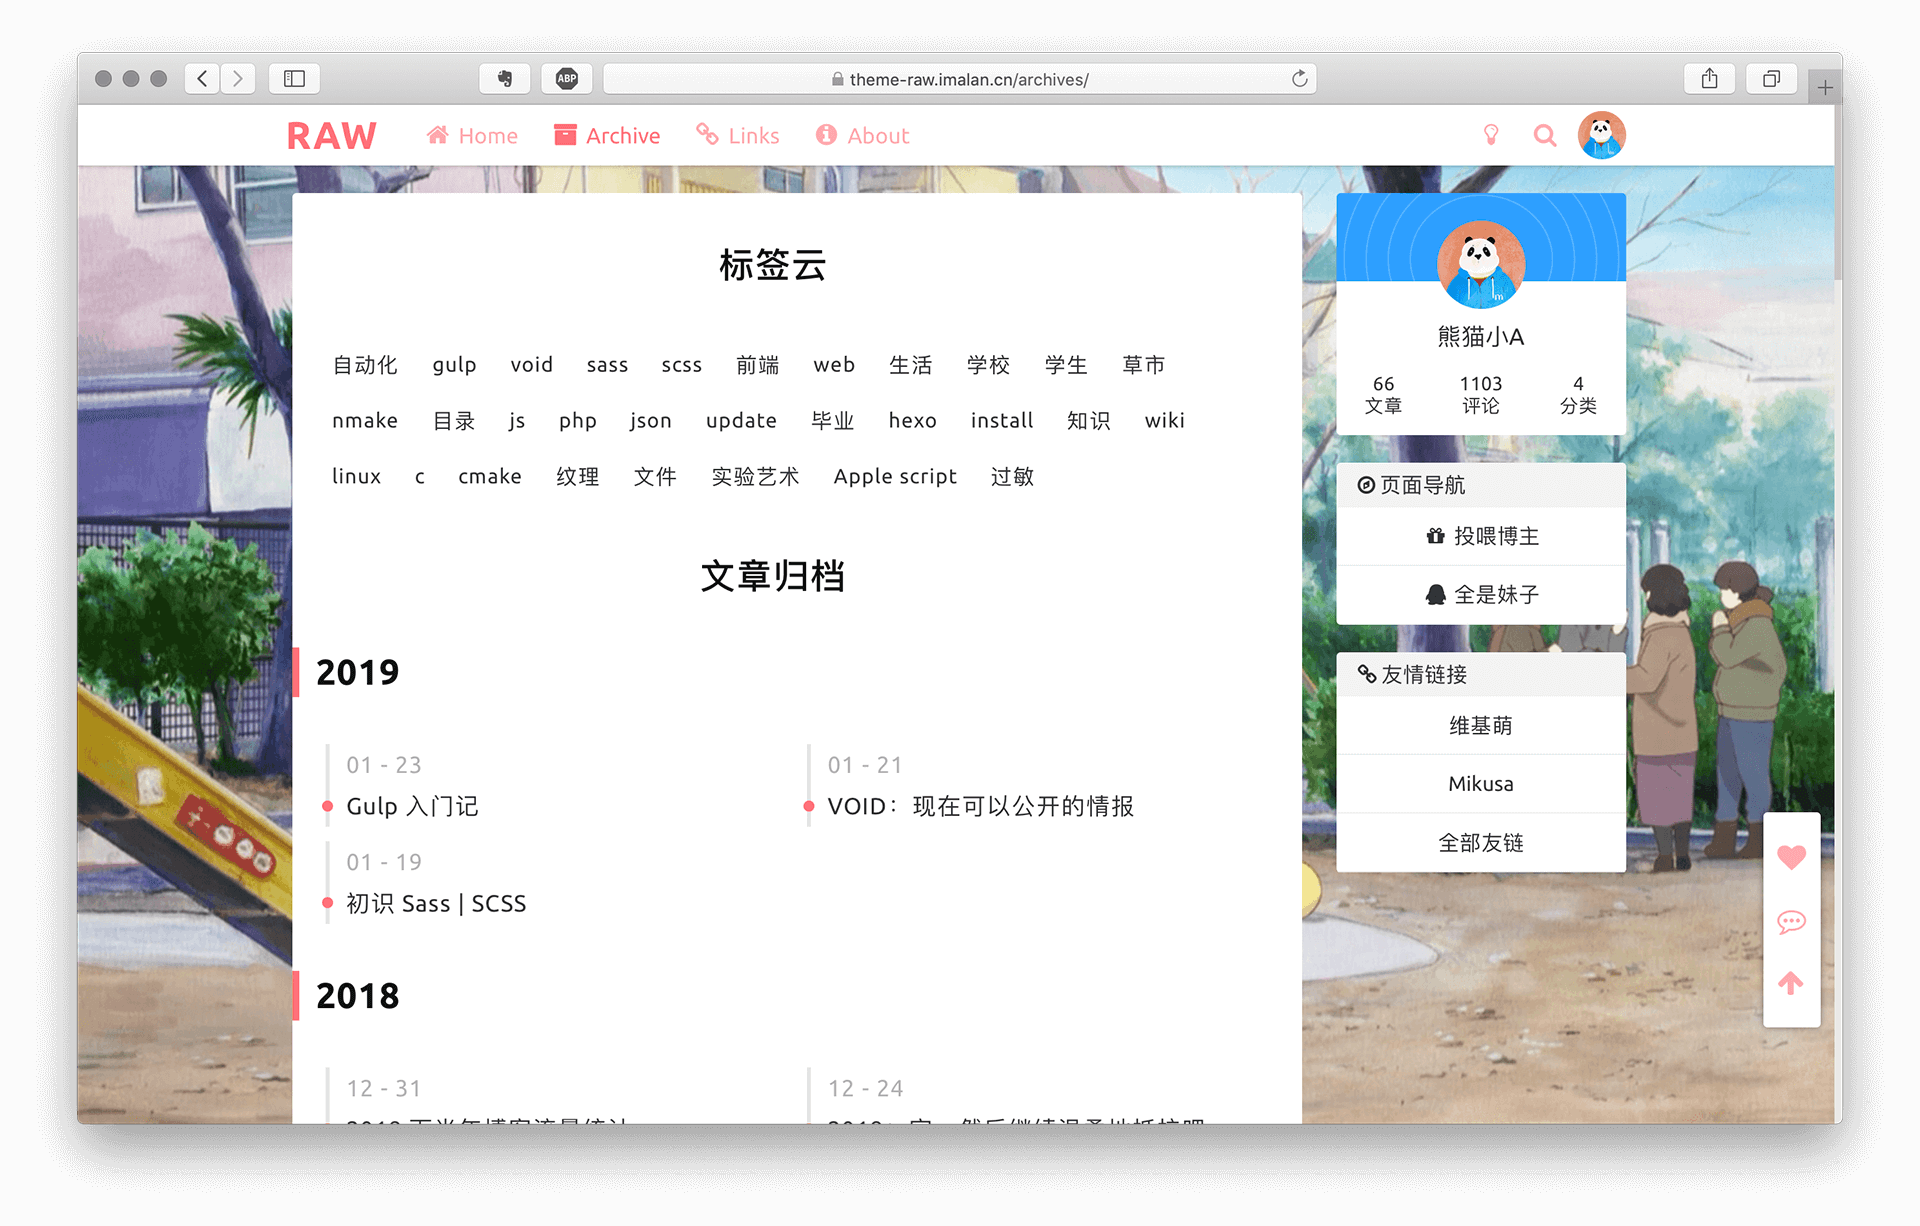 ABP
theme-raw.imalan.cn/archives/
RAW Home Archive Links About
标签云
自动化 gulp void sass scss 前端 web 生活 学校 学生 草市
nmake 目录 js php json update 毕业 hexo install 知识 wiki
linux c cmake 纹理 文件 实验艺术 Apple script 过敏
文章归档
2019
01 - 23
Gulp 入门记
01 - 21
VOID：现在可以公开的情报
01 - 19
初识 Sass | SCSS
2018
12 - 31
12 - 24
熊猫小A
66 1103 4
文章 评论 分类
页面导航
投喂博主
全是妹子
友情链接
维基萌
Mikusa
全部友链